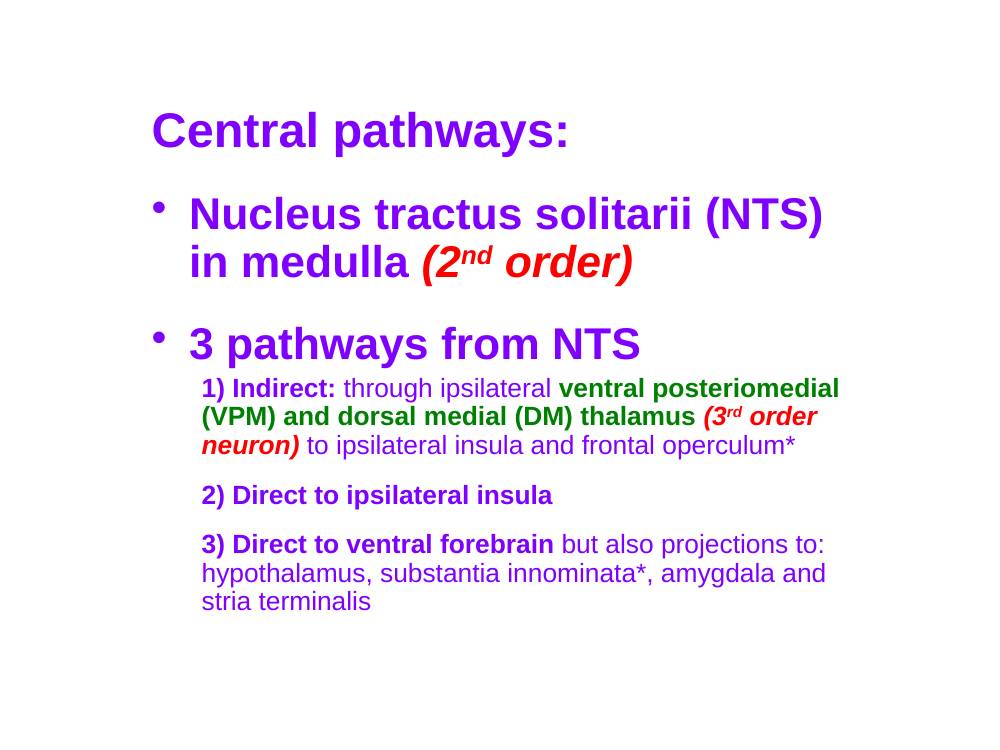 Central pathways:
• Nucleus tractus solitarii (NTS)
in medulla (2nd order)
• 3 pathways from NTS
1) Indirect: through ipsilateral ventral posteriomedial
(VPM) and dorsal medial (DM) thalamus (3rd order
neuron) to ipsilateral insula and frontal operculum*
2) Direct to ipsilateral insula
3) Direct to ventral forebrain but also projections to:
hypothalamus, substantia innominata*, amygdala and
stria terminalis